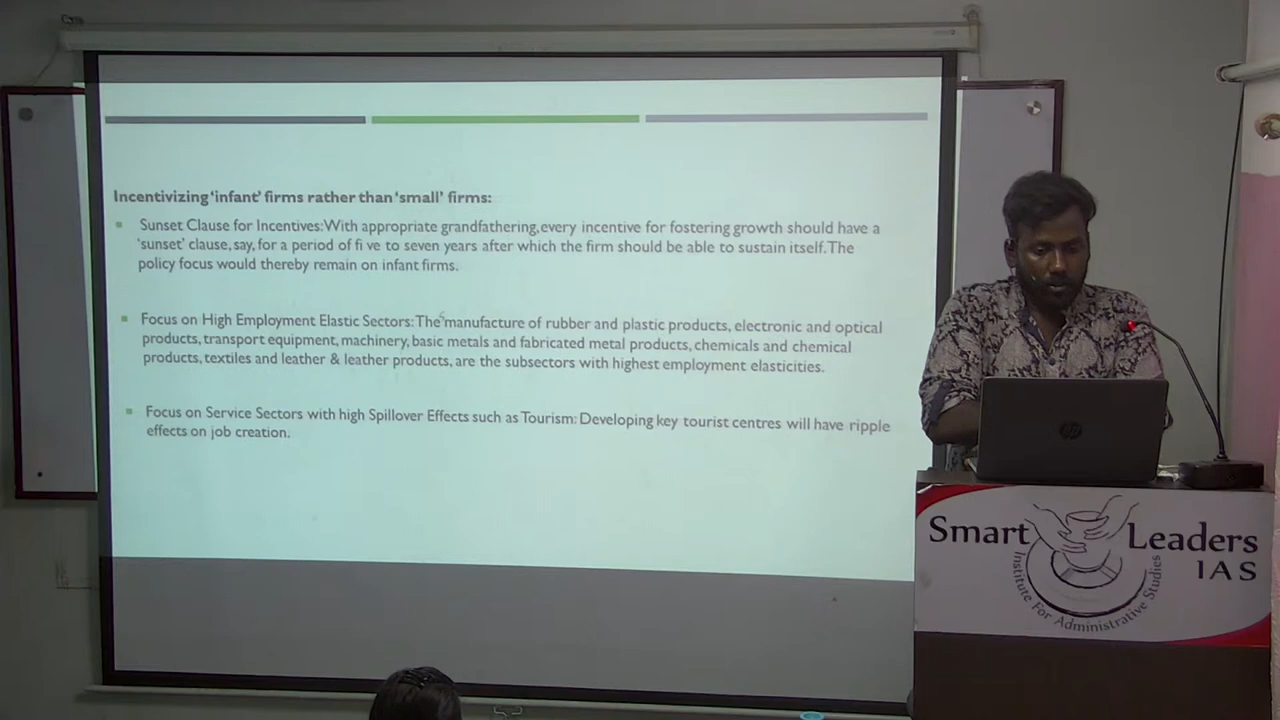 Incentivizing 'infant' firms rather than 'small' firms:
Sunset Clause for Incentives: With appropriate grandfathering, every incentive for fostering growth should have a
'sunset' clause, say, for a period of five to seven years after which the firm should be able to sustain itself. The
policy focus would thereby remain on infant firms.
Focus on High Employment Elastic Sectors: The manufacture of rubber and plastic products, electronic and optical
products, transport equipment, machinery, basic metals and fabricated metal products, chemicals and chemical
products, textiles and leather & leather products, are the subsectors with highest employment elasticities.
Focus on Service Sectors with high Spillover Effects such as Tourism: Developing key tourist centres will have ripple
effects on job creation.
hp
Smart Leaders
IAS
Institute For Administrative Studies